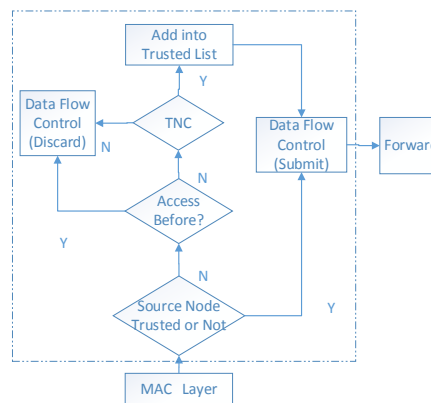 Add into
Trusted List
Y
Data Flow
Control
(Discard)
N
TNC
Data Flow
Control
(Submit)
Forward
N
Access
Before?
Y
N
Source Node
Trusted or Not
Y
MAC Layer